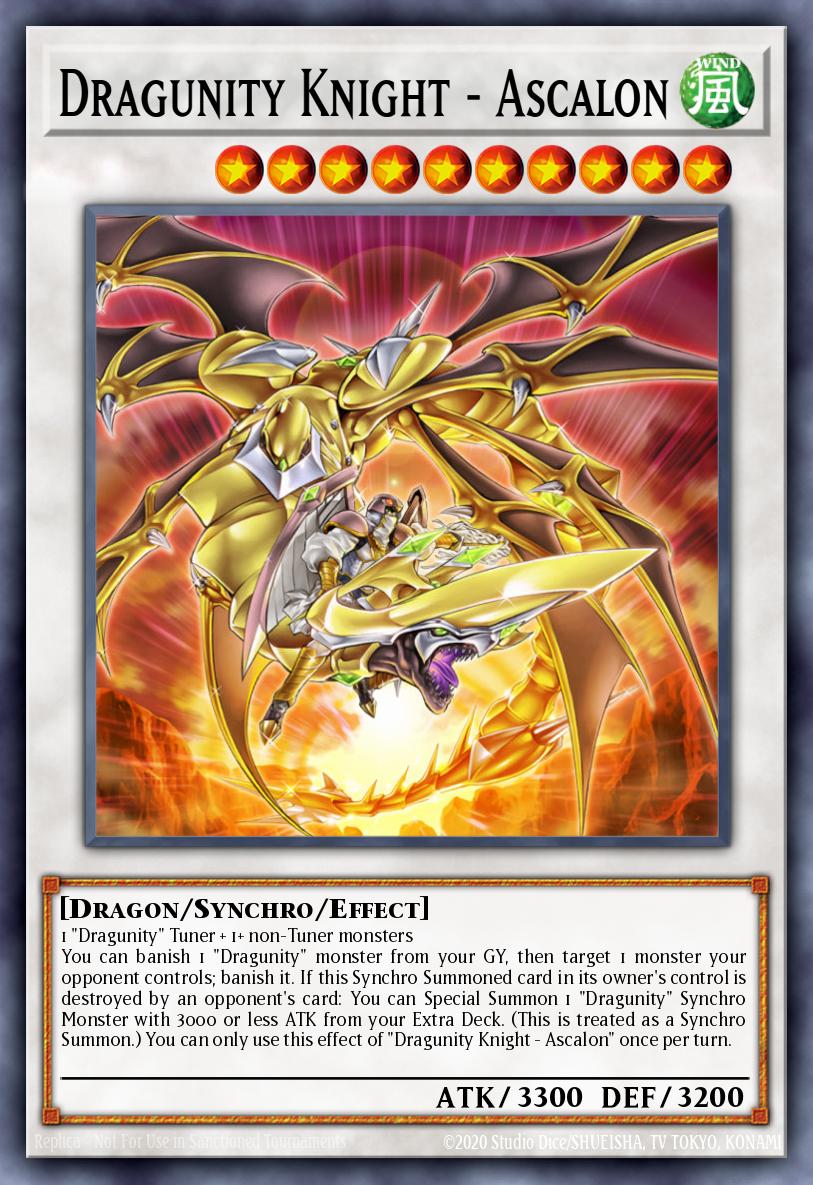 Dragunity Knight - Ascalon
WIND
風
[Dragon/Synchro/Effect]
1 "Dragunity" Tuner + 1+ non-Tuner monsters
You can banish 1 "Dragunity" monster from your GY, then target 1 monster your
opponent controls; banish it. If this Synchro Summoned card in its owner's control is
destroyed by an opponent's card: You can Special Summon 1 "Dragunity" Synchro
Monster with 3000 or less ATK from your Extra Deck. (This is treated as a Synchro
Summon.) You can only use this effect of "Dragunity Knight - Ascalon" once per turn.
ATK/3300 DEF/3200
Replica - Not For Use in Sanctioned Tournaments
©2020 Studio Dice/SHUEISHA, TV TOKYO, KONAMI